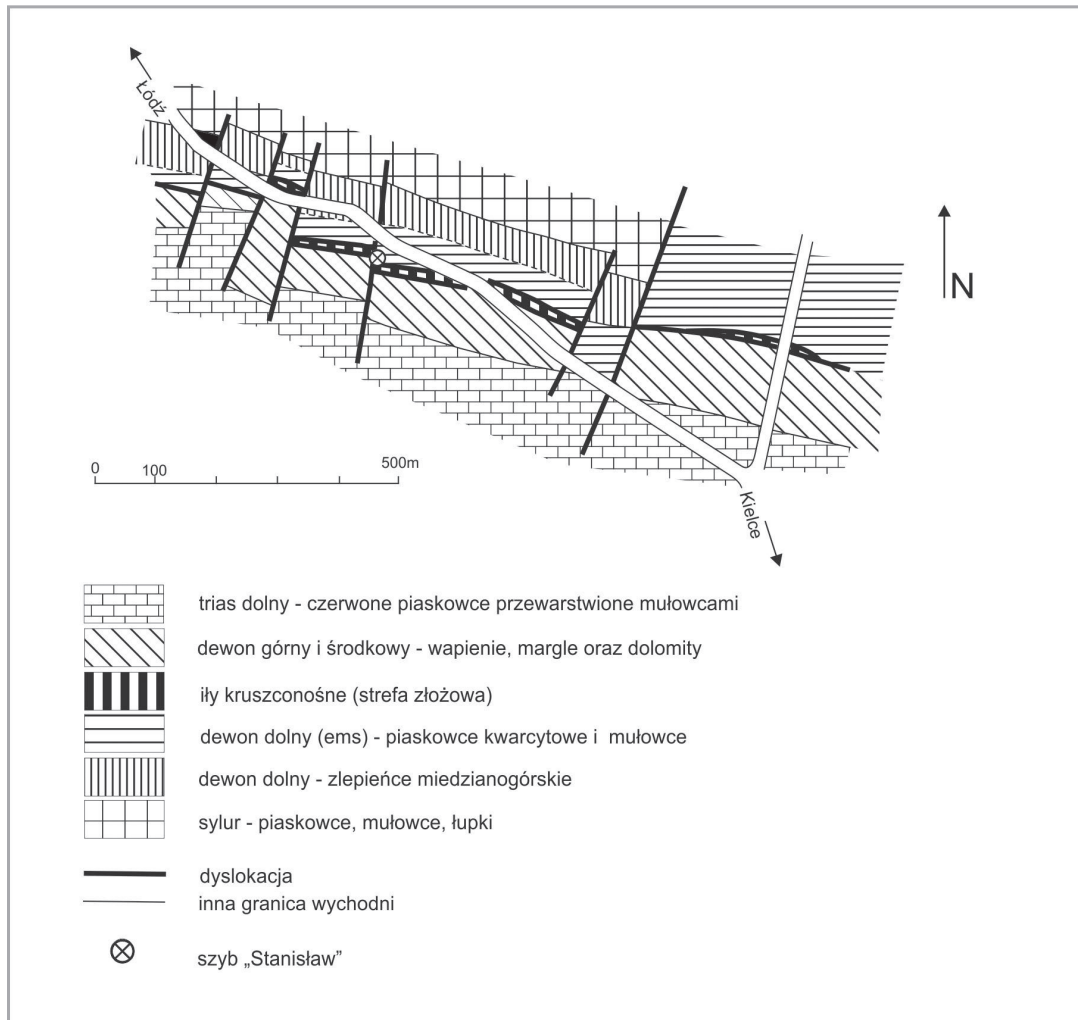 Łódź
N
0 100 500m
Kielce
trias dolny - czerwone piaskowce przewarstwione mułowcami
dewon górny i środkowy - wapienie, margle oraz dolomity
iły kruszconośne (strefa złożowa)
dewon dolny (ems) - piaskowce kwarcytowe i mułowce
dewon dolny - zlepieńce miedzianogórskie
sylur - piaskowce, mułowce, łupki
dyslokacja
inna granica wychodni
szyb „Stanisław”